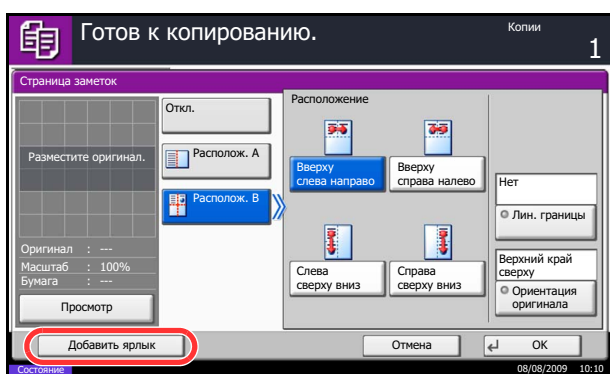 Готов к копированию.
Копии
1
Страница заметок
Разместите оригинал.
Оригинал : ---
Масштаб : 100%
Бумага : ---
Просмотр
Откл.
Располож. A
Располож. B
Расположение
Вверху
слева направо
Вверху
справа налево
Слева
сверху вниз
Справа
сверху вниз
Нет
Лин. границы
Верхний край
сверху
Ориентация
оригинала
Добавить ярлык
Отмена
OK
Состояние
08/08/2009 10:10